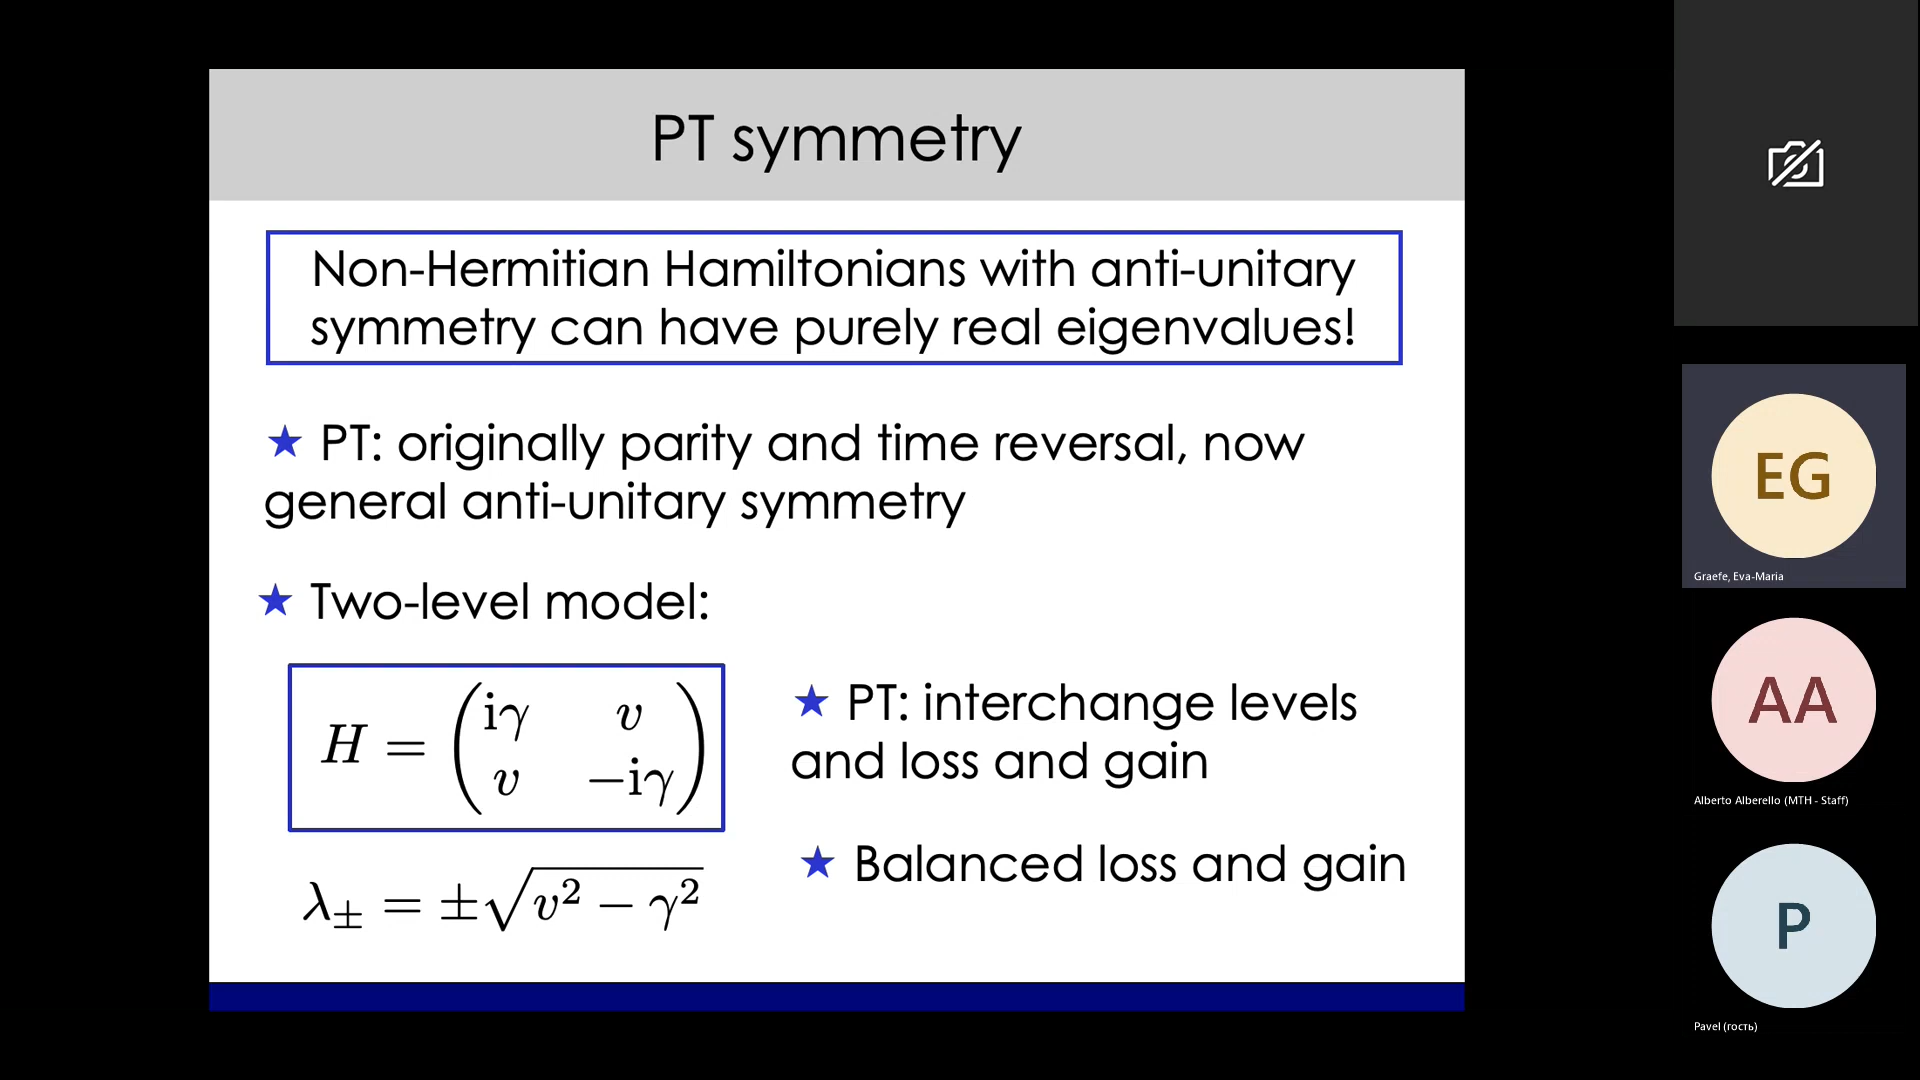 PT symmetry
Non-Hermitian Hamiltonians with anti-unitary
symmetry can have purely real eigenvalues!
★ PT: originally parity and time reversal, now
general anti-unitary symmetry
★ Two-level model:
H = ( iγ v
v −iγ )
λ± = ±√(v² − γ²)
★ PT: interchange levels
and loss and gain
★ Balanced loss and gain
EG
Graefe, Eva-Maria
AA
Alberto Alberello (MTH - Staff)
P
Pavel (гость)